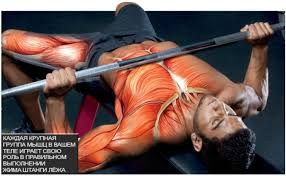 КАЖДАЯ КРУПНАЯ
ГРУППА МЫШЦ В ВАШЕМ
ТЕЛЕ ИГРАЕТ СВОЮ
РОЛЬ В ПРАВИЛЬНОМ
ВЫПОЛНЕНИИ
ЖИМА ШТАНГИ ЛЁЖА